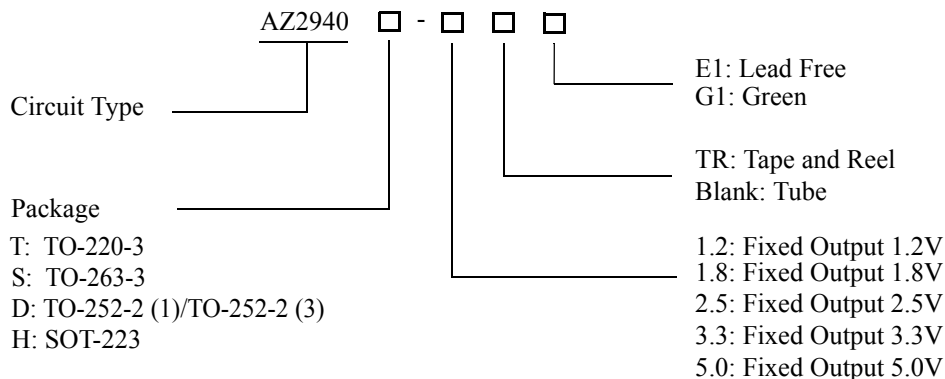 AZ2940 -
Circuit Type
Package
T: TO-220-3
S: TO-263-3
D: TO-252-2 (1)/TO-252-2 (3)
H: SOT-223
E1: Lead Free
G1: Green
TR: Tape and Reel
Blank: Tube
1.2: Fixed Output 1.2V
1.8: Fixed Output 1.8V
2.5: Fixed Output 2.5V
3.3: Fixed Output 3.3V
5.0: Fixed Output 5.0V